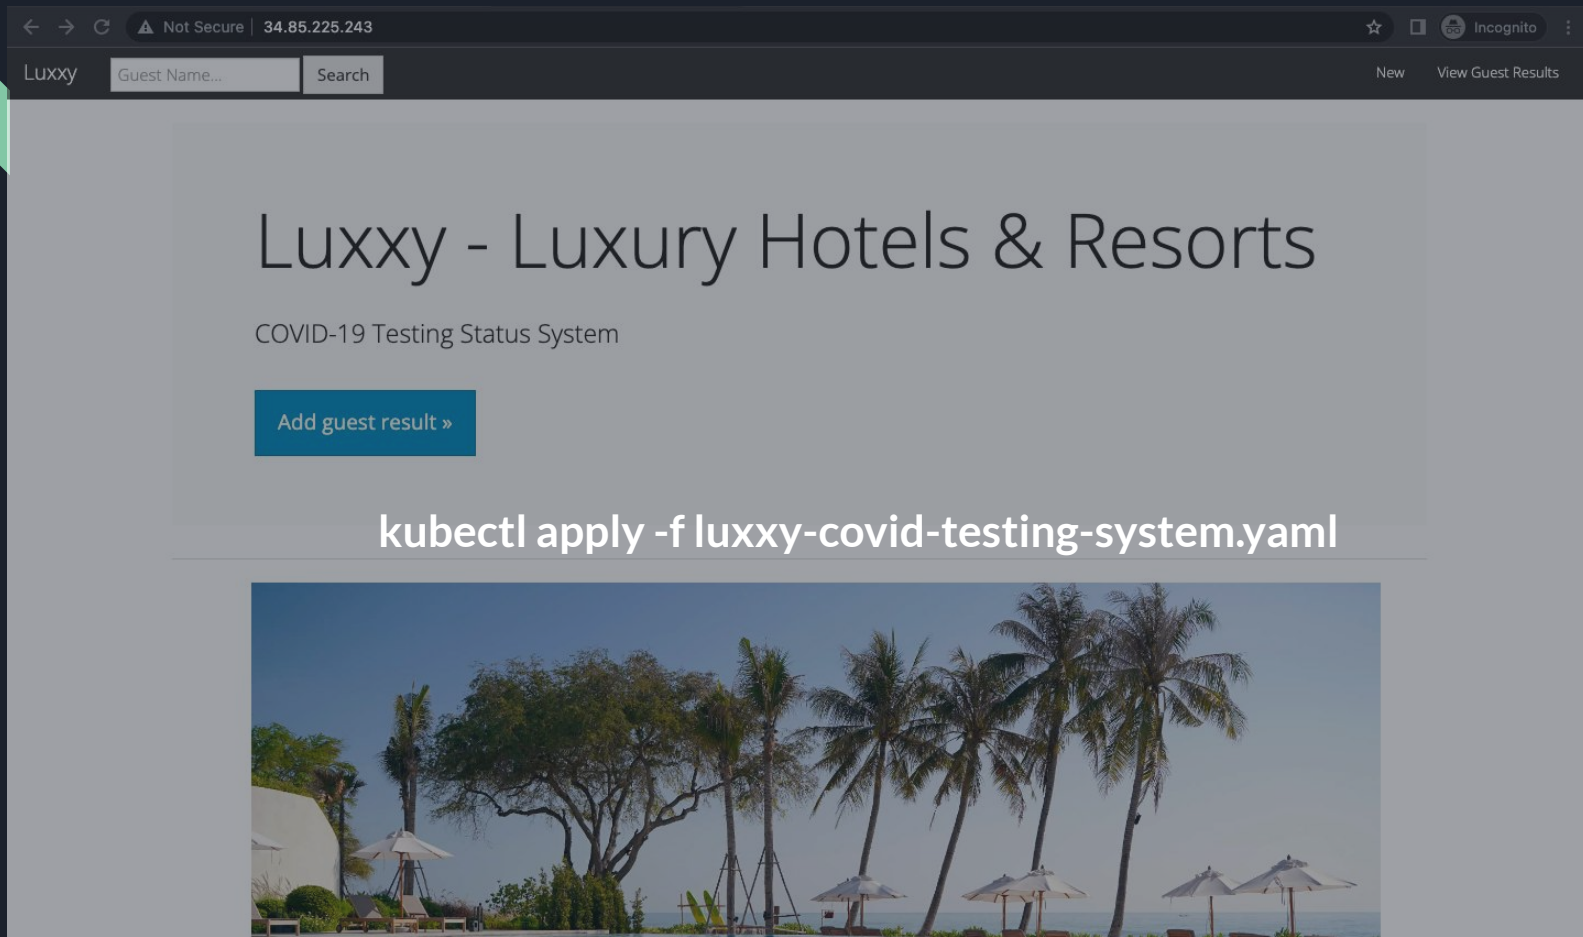 Not Secure 34.85.225.243 Incognito
Luxxy Guest Name... Search New View Guest Results
Luxxy - Luxury Hotels & Resorts
COVID-19 Testing Status System
Add guest result »
kubectl apply -f luxxy-covid-testing-system.yaml